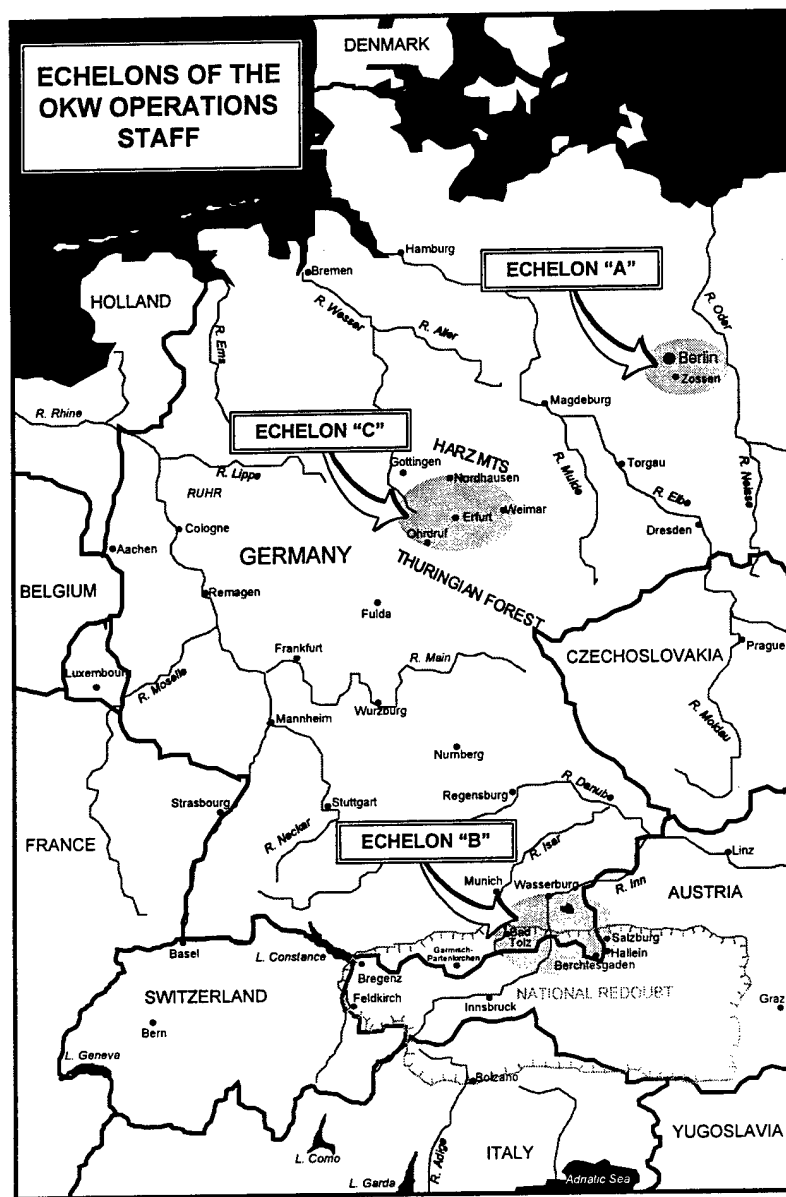 DENMARK
ECHELONS OF THE
OKW OPERATIONS
STAFF
Hamburg
ECHELON "A"
Bremen
HOLLAND
R. Wesser
R. Aller
R. Ems
R. Oder
Berlin
Zossen
Magdeburg
R. Rhine
ECHELON "C"
HARZ MTS
Gottingen
R. Lippe
Nordhausen
R. Mulde
Torgau
R. Neisse
RUHR
R. Elbe
Weimar
Cologne
Erfurt
Dresden
Ohrdruf
Aachen
GERMANY
THURINGIAN FOREST
BELGIUM
Remagen
Fulda
Frankfurt
R. Main
CZECHOSLOVAKIA
Prague
Luxembour
R. Moselle
R. Moldau
Wurzburg
Mannheim
Nurnberg
Regensburg
R. Danube
Strasbourg
Stuttgart
R. Neckar
FRANCE
ECHELON "B"
R. Isar
Linz
Munich
Wasserburg
R. Inn
AUSTRIA
Bad
Tolz
Salzburg
Basel
L. Constance
Garmisch-
Partenkirchen
Hallein
Bregenz
Berchtesgaden
SWITZERLAND
Feldkirch
NATIONAL REDOUBT
Innsbruck
Graz
Bern
L. Geneva
Bolzano
YUGOSLAVIA
L. Como
R. Adige
ITALY
L. Garda
Adriatic Sea